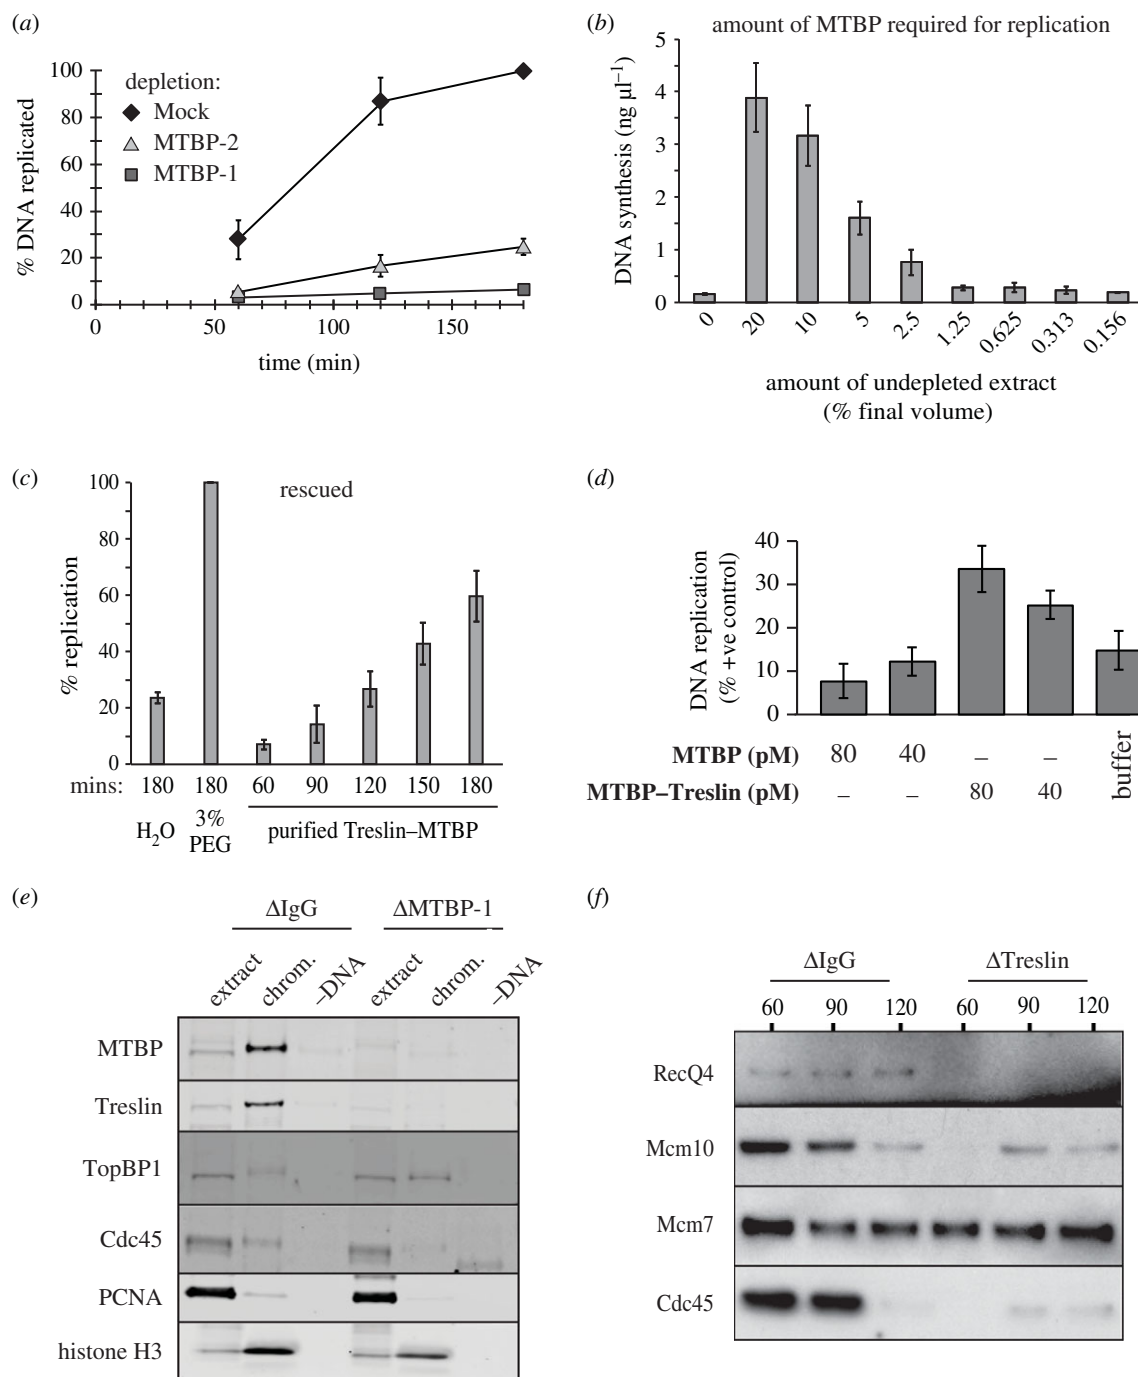 (a)
depletion:
Mock
MTBP-2
MTBP-1
% DNA replicated
100
80
60
40
20
0
0 50 100 150
time (min)
(b)
amount of MTBP required for replication
DNA synthesis (ng µl–1)
5
4
3
2
1
0
0 20 10 5 2.5 1.25 0.625 0.313 0.156
amount of undepleted extract
(% final volume)
(c)
rescued
% replication
100
80
60
40
20
0
mins: 180 180 60 90 120 150 180
H2O
3%
PEG
purified Treslin–MTBP
(d)
DNA replication
(% +ve control)
40
30
20
10
0
MTBP (pM) 80 40 – –
MTBP–Treslin (pM) – – 80 40
buffer
(e)
ΔIgG ΔMTBP-1
extract chrom. –DNA extract chrom. –DNA
MTBP
Treslin
TopBP1
Cdc45
PCNA
histone H3
(f)
ΔIgG ΔTreslin
60 90 120 60 90 120
RecQ4
Mcm10
Mcm7
Cdc45